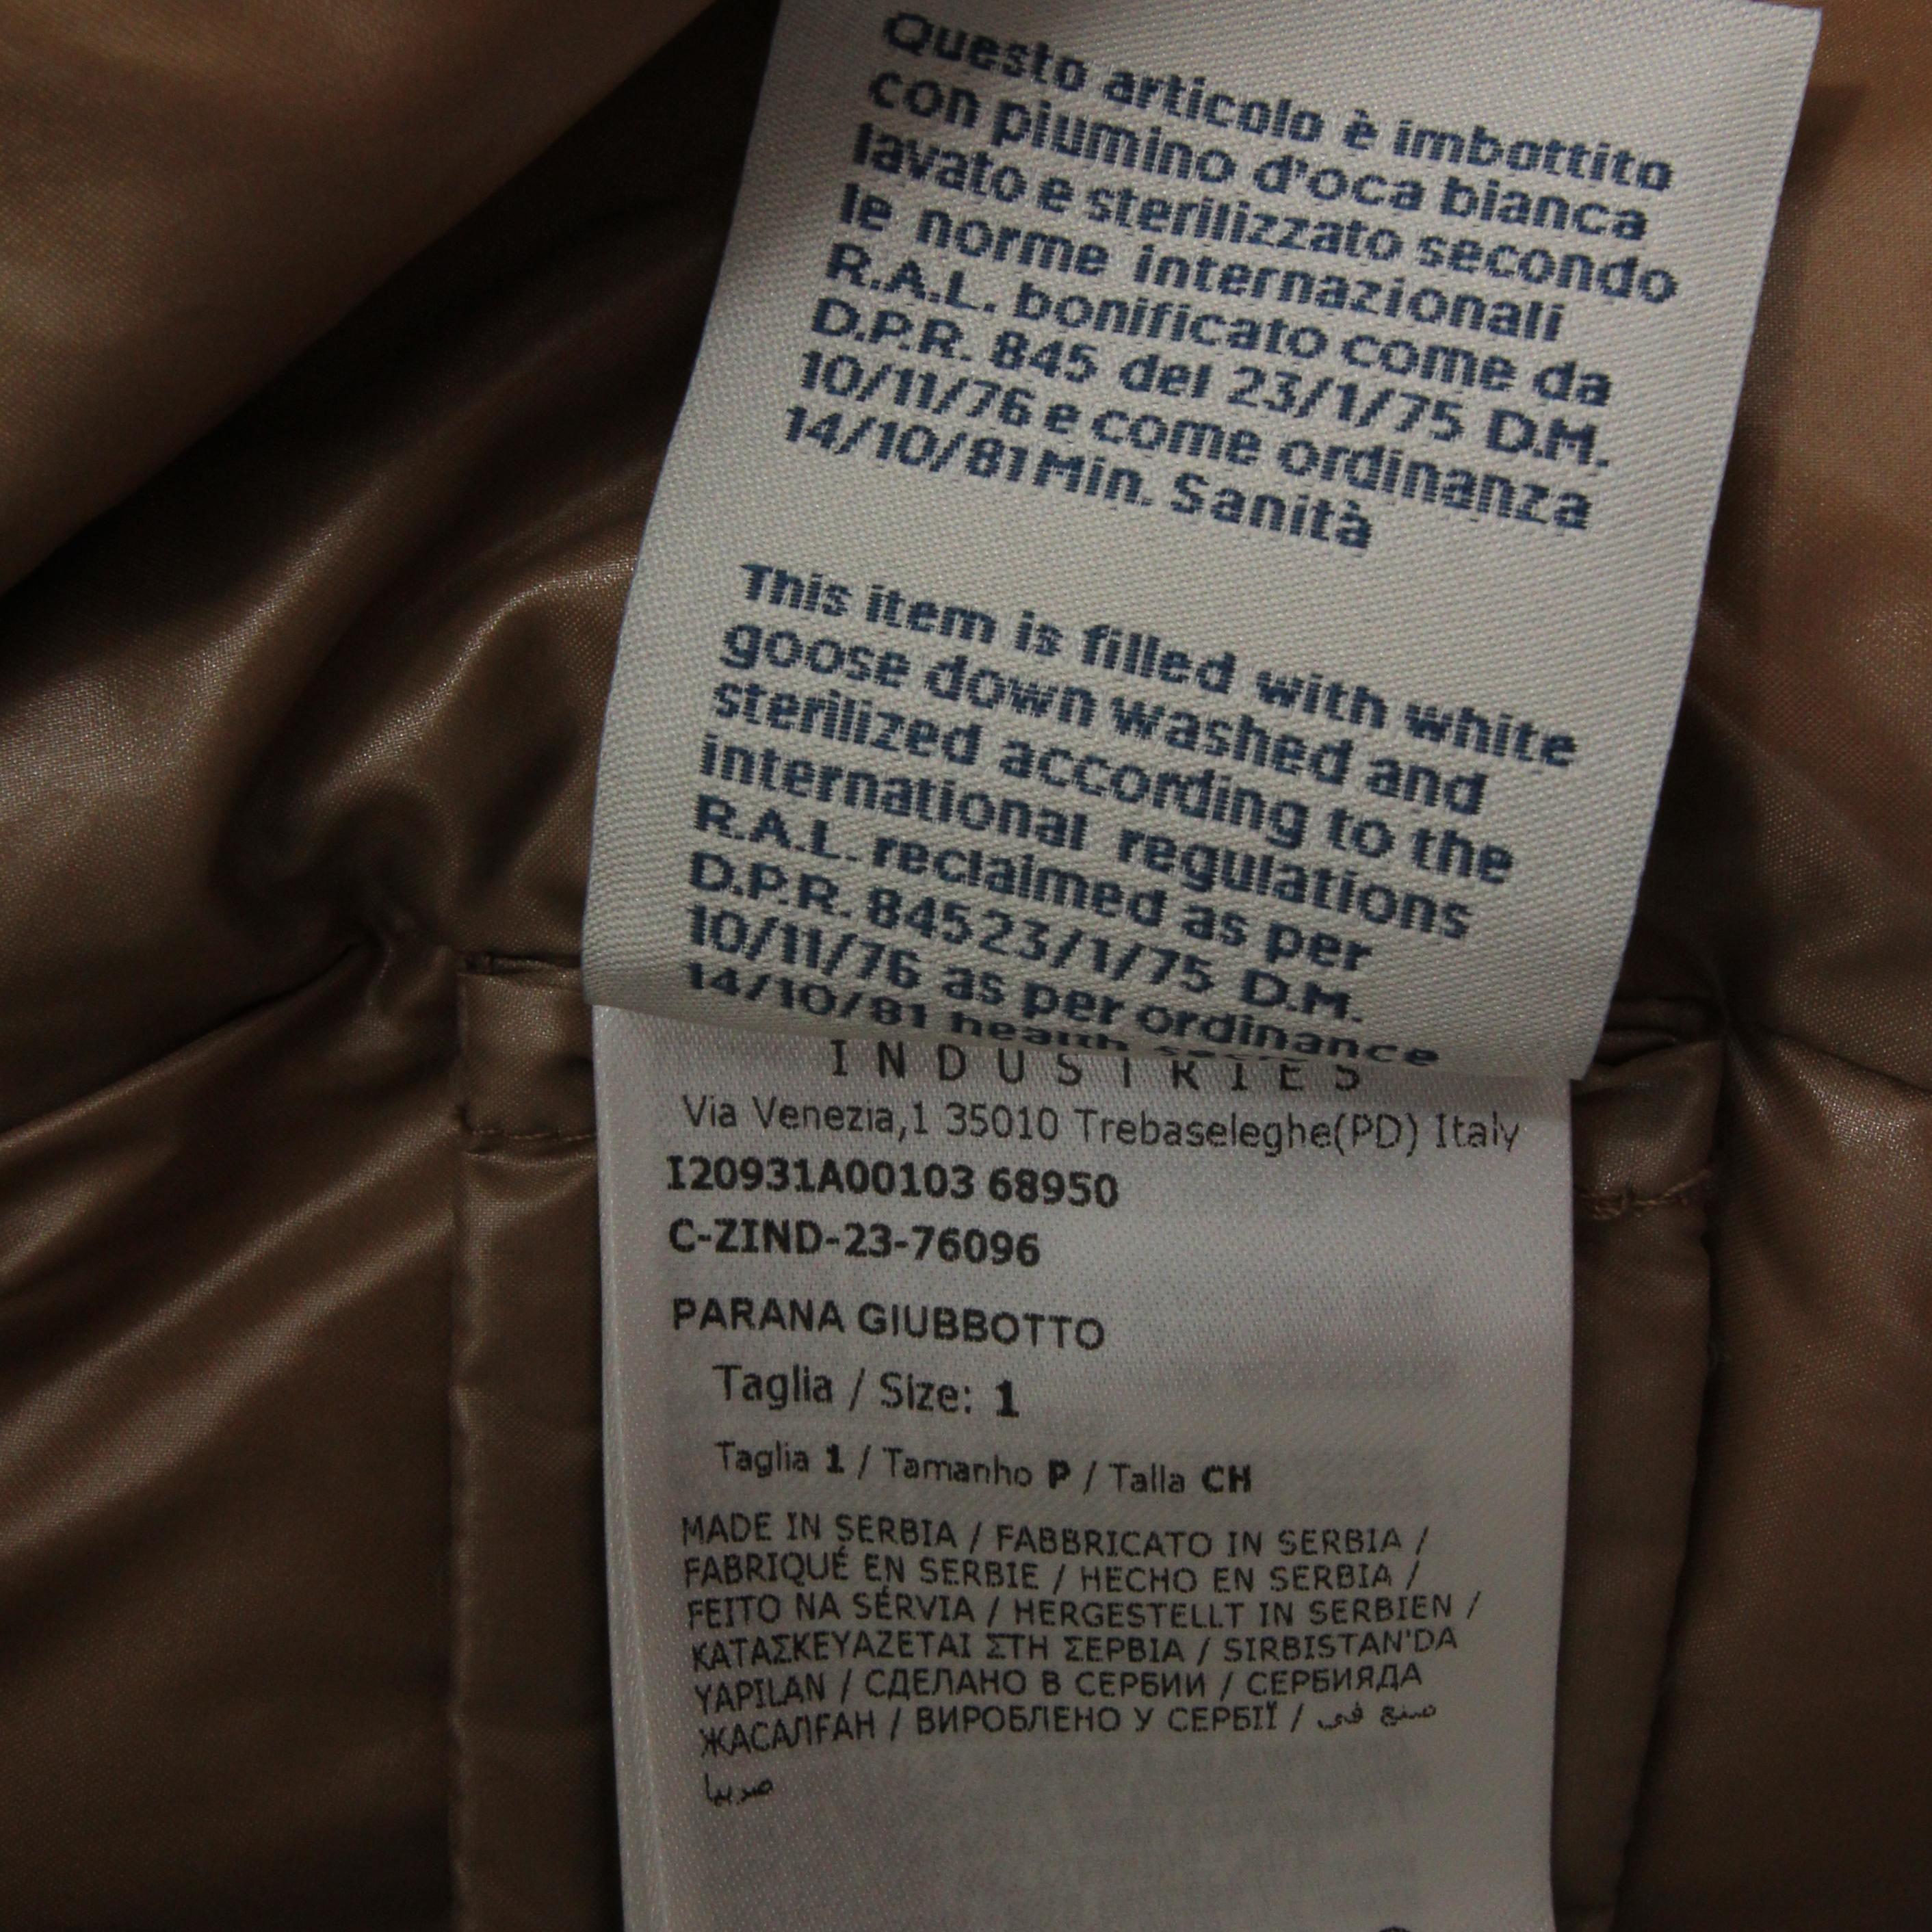 Questo articolo è imbottito
con piumino d'oca bianca
lavato e sterilizzato secondo
le norme internazionali
R.A.L. bonificato come da
D.P.R. 845 del 23/1/75 D.M.
10/11/76 e come ordinanza
14/10/81 Min. Sanità
This item is filled with white
goose down washed and
sterilized according to the
international regulations
R.A.L. reclaimed as per
D.P.R. 845 23/1/75 D.M.
10/11/76 as per ordinance
14/10/81 health
INDUSTRIES
Via Venezia,1 35010 Trebaseleghe(PD) Italy
I20931A00103 68950
C-ZIND-23-76096
PARANA GIUBBOTTO
Taglia / Size: 1
Taglia 1 / Tamanho P / Talla CH
MADE IN SERBIA / FABBRICATO IN SERBIA /
FABRIQUÉ EN SERBIE / HECHO EN SERBIA /
FEITO NA SÉRVIA / HERGESTELLT IN SERBIEN /
ΚΑΤΑΣΚΕΥΑΖΕΤΑΙ ΣΤΗ ΣΕΡΒΙΑ / SIRBISTAN'DA
YAPILAN / СДЕЛАНО В СЕРБИИ / СЕРБИЯДА
ЖАСАЛҒАН / ВИРОБЛЕНО У СЕРБІЇ / صنع في
صربيا